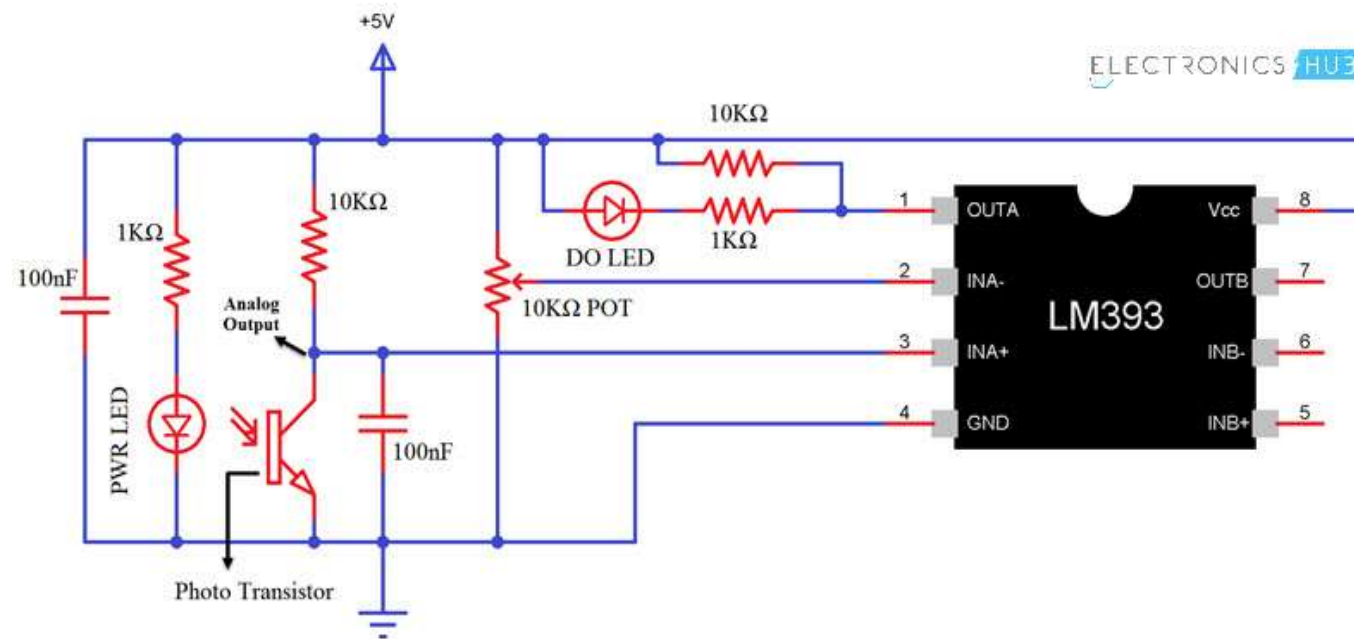 +5V
ELECTRONICS HUB
10KΩ
10KΩ
1KΩ
1KΩ
DO LED
100nF
Analog
Output
10KΩ POT
PWR LED
100nF
Photo Transistor
LM393
1 OUTA
2 INA-
3 INA+
4 GND
Vcc 8
OUTB 7
INB- 6
INB+ 5